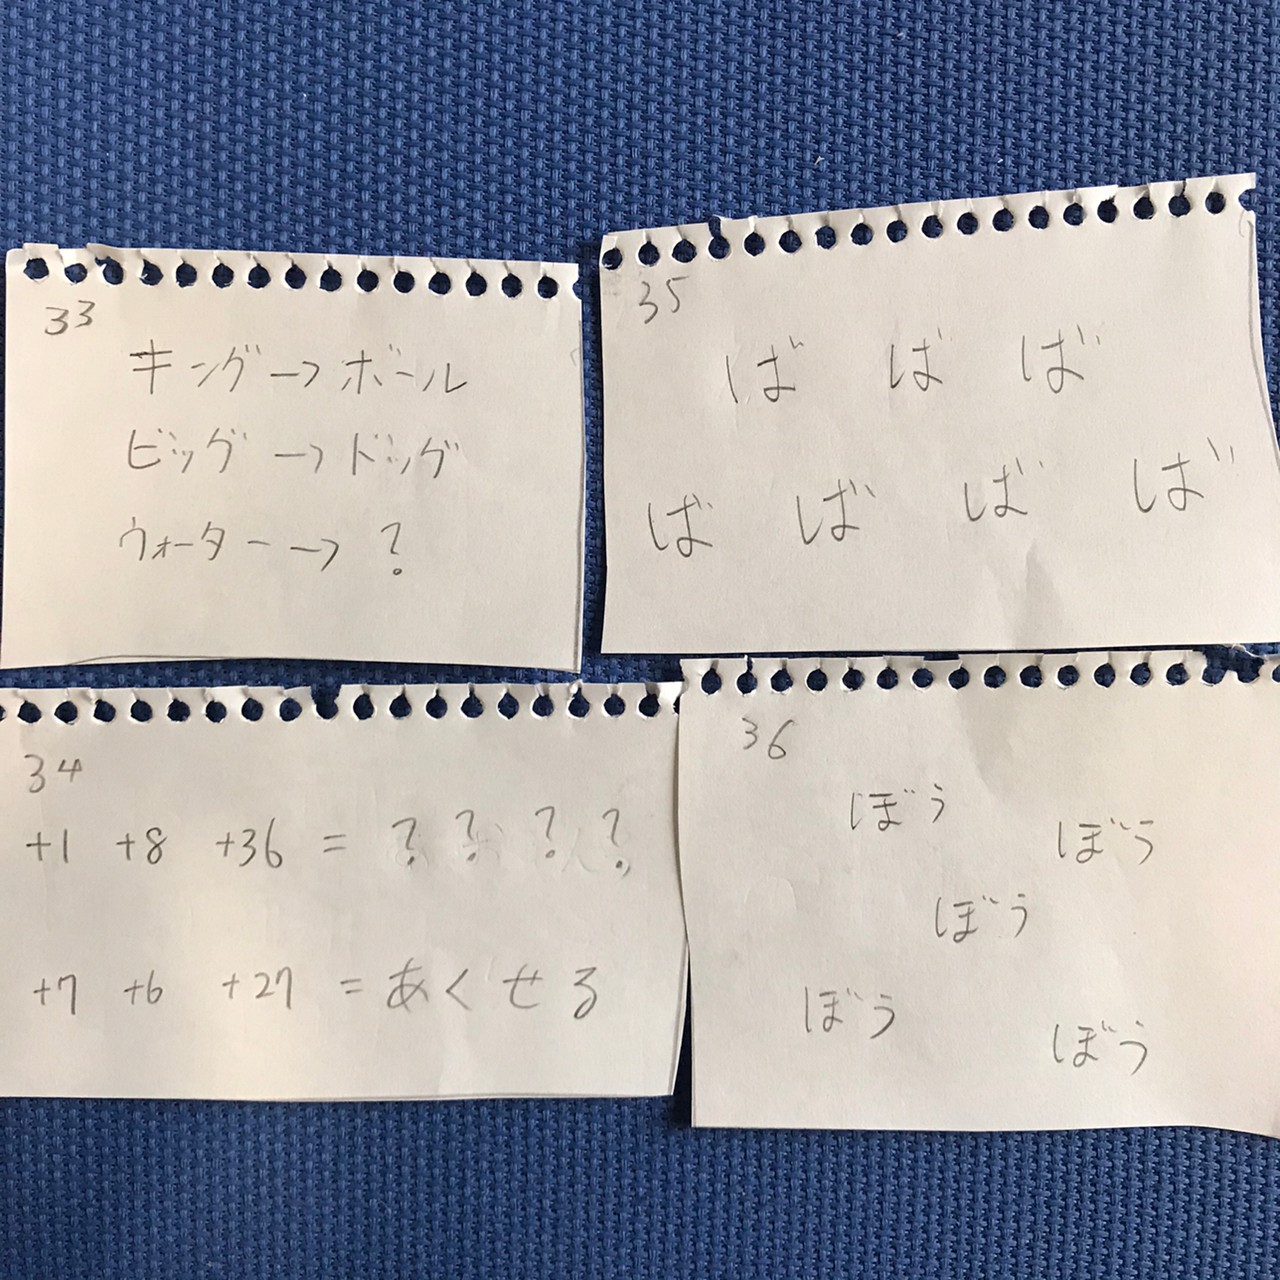 33
キング→ボール
ビッグ→ドッグ
ウォーター→?
35
ば ば ば
ば ば ば ば
34
+1 +8 +36 = ????
+7 +6 +27 = あくせる
36
ぼう
ぼう
ぼう
ぼう
ぼう